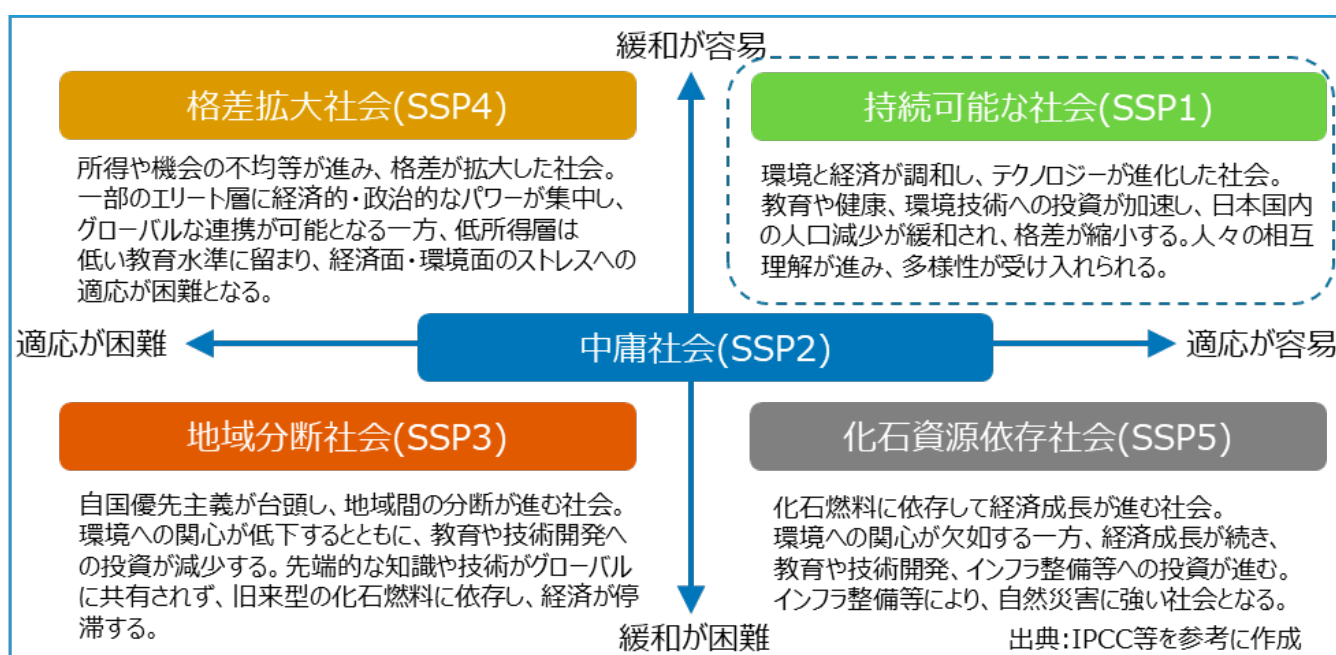 緩和が容易
格差拡大社会(SSP4)
所得や機会の不均等が進み、格差が拡大した社会。
一部のエリート層に経済的・政治的なパワーが集中し、
グローバルな連携が可能となる一方、低所得層は
低い教育水準に留まり、経済面・環境面のストレスへの
適応が困難となる。
持続可能な社会(SSP1)
環境と経済が調和し、テクノロジーが進化した社会。
教育や健康、環境技術への投資が加速し、日本国内
の人口減少が緩和され、格差が縮小する。人々の相互
理解が進み、多様性が受け入れられる。
適応が困難
中庸社会(SSP2)
適応が容易
地域分断社会(SSP3)
自国優先主義が台頭し、地域間の分断が進む社会。
環境への関心が低下するとともに、教育や技術開発へ
の投資が減少する。先端的な知識や技術がグローバル
に共有されず、旧来型の化石燃料に依存し、経済が停
滞する。
化石資源依存社会(SSP5)
化石燃料に依存して経済成長が進む社会。
環境への関心が欠如する一方、経済成長が続き、
教育や技術開発、インフラ整備等への投資が進む。
インフラ整備等により、自然災害に強い社会となる。
緩和が困難
出典:IPCC等を参考に作成